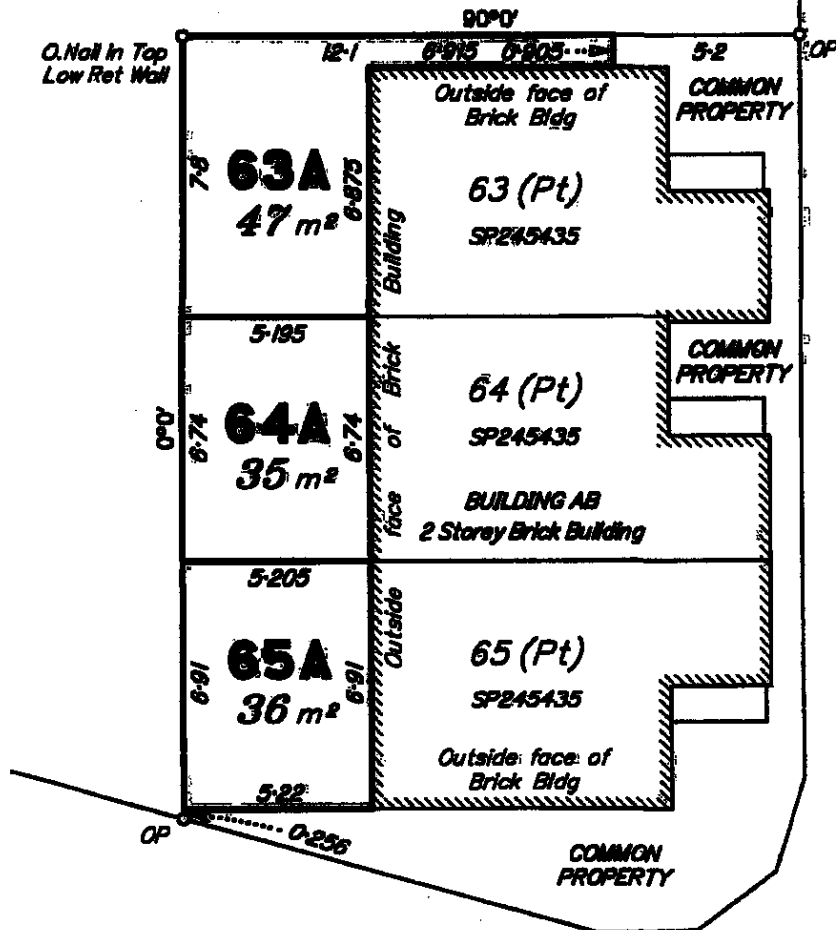 90°0'
O.Nail in Top
Low Ret Wall
12·1
6·915
0·905
5·2
OP
COMMON
PROPERTY
Outside face of
Brick Bldg
7·8
63A
47 m²
6·875
63 (Pt)
SP245435
Building
5·195
COMMON
PROPERTY
Brick
64 (Pt)
SP245435
0°0'
6·74
64A
35 m²
6·74
of
face
BUILDING AB
2 Storey Brick Building
5·205
Outside
65 (Pt)
SP245435
6·91
65A
36 m²
6·91
Outside face of
Brick Bldg
5·22
OP
0·256
COMMON
PROPERTY